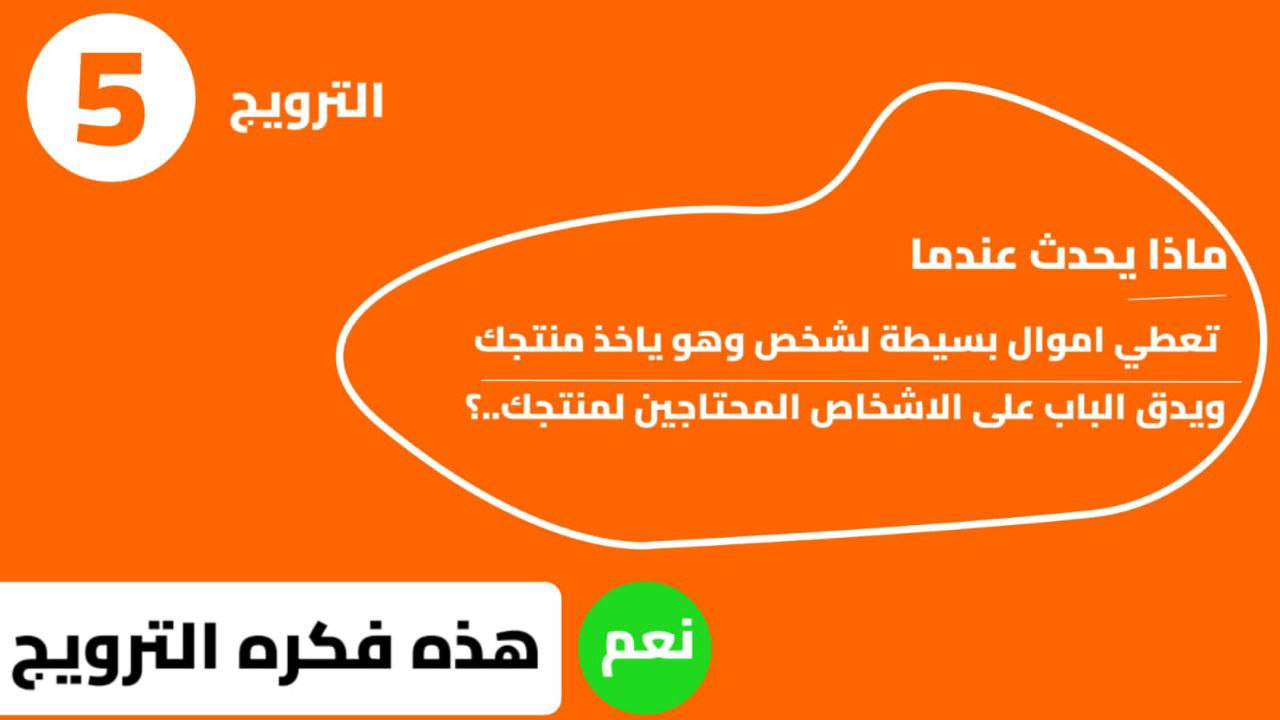 5
الترويج
ماذا يحدث عندما
تعطي اموال بسيطة لشخص وهو ياخذ منتجك
ويدق الباب على الاشخاص المحتاجين لمنتجك..؟
نعم
هذه فكره الترويج